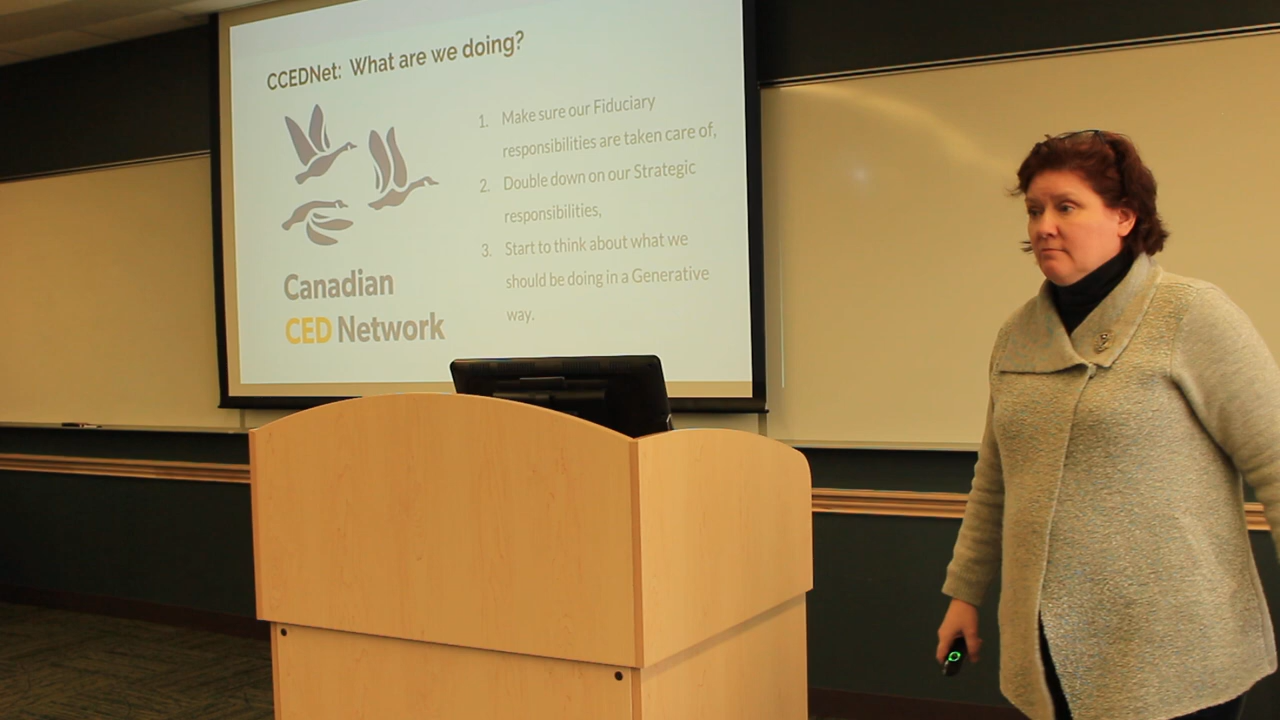 CCEDNet: What are we doing?
1. Make sure our Fiduciary
responsibilities are taken care of,
2. Double down on our Strategic
responsibilities,
3. Start to think about what we
should be doing in a Generative
way.
Canadian
CED Network